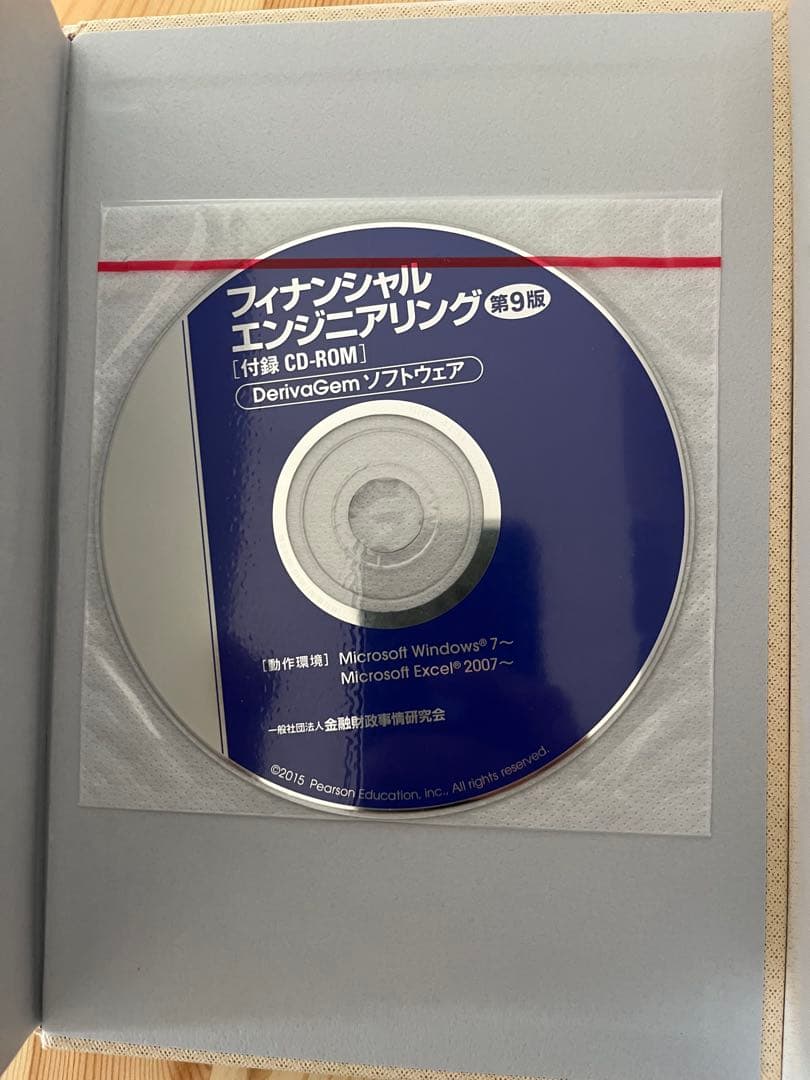 フィナンシャル
エンジニアリング 第9版
[付録 CD-ROM]
DerivaGem ソフトウェア
[動作環境] Microsoft Windows® 7～
Microsoft Excel® 2007～
一般社団法人 金融財政事情研究会
©2015 Pearson Education, inc., All rights reserved.